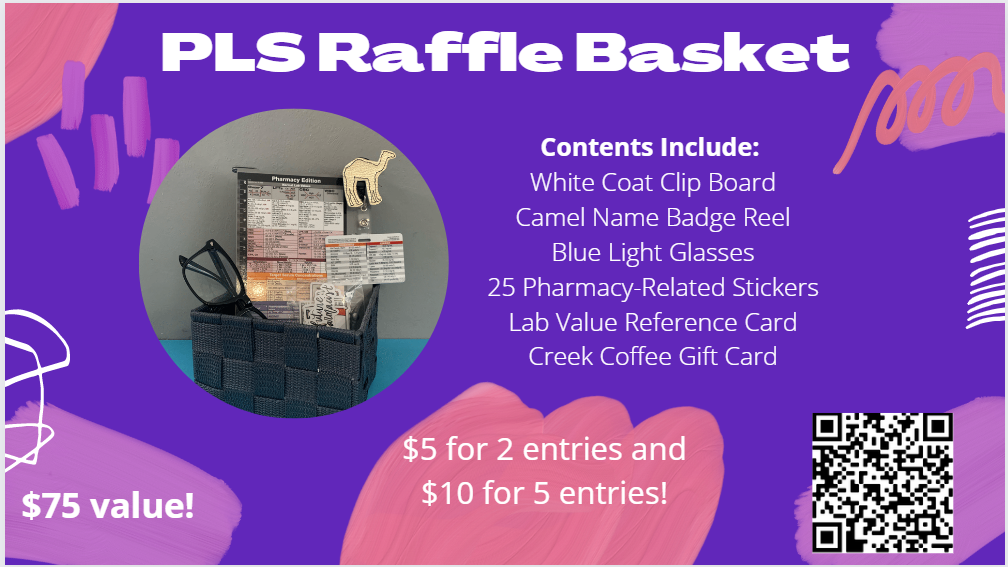 PLS Raffle Basket
Contents Include:
White Coat Clip Board
Camel Name Badge Reel
Blue Light Glasses
25 Pharmacy-Related Stickers
Lab Value Reference Card
Creek Coffee Gift Card
Pharmacy Edition
$5 for 2 entries and
$10 for 5 entries!
$75 value!